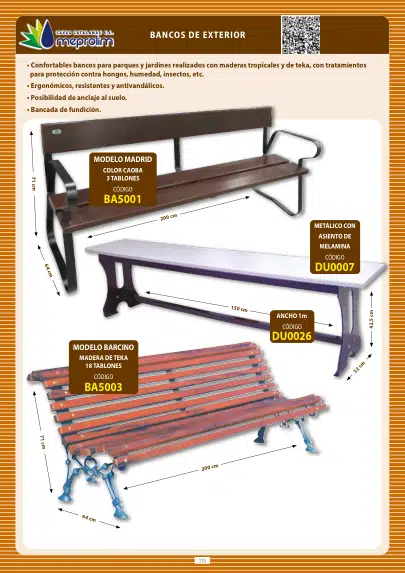 CAYAS CATALANAS S.L.
meprolim
BANCOS DE EXTERIOR
• Confortables bancos para parques y jardines realizados con maderas tropicales y de teka, con tratamientos
para protección contra hongos, humedad, insectos, etc.
• Ergonómicos, resistentes y antivandálicos.
• Posibilidad de anclaje al suelo.
• Bancada de fundición.
MODELO MADRID
COLOR CAOBA
3 TABLONES
CÓDIGO
BA5001
71 cm
200 cm
64 cm
METÁLICO CON
ASIENTO DE
MELAMINA
CÓDIGO
DU0007
150 cm
ANCHO 1m
CÓDIGO
DU0026
42,5 cm
32 cm
MODELO BARCINO
MADERA DE TEKA
18 TABLONES
CÓDIGO
BA5003
71 cm
200 cm
64 cm